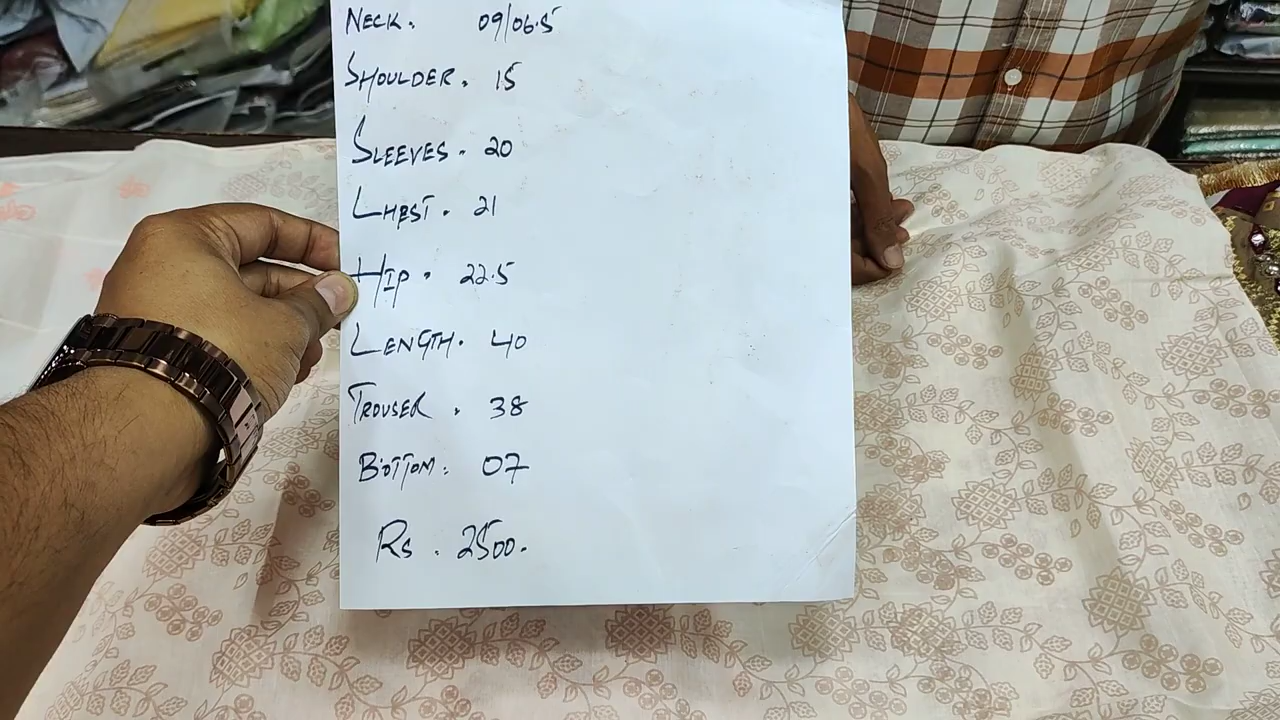 NECK. 09/06.5
SHOULDER. 15
SLEEVES. 20
CHEST. 21
HIP. 22.5
LENGTH. 40
TROUSER. 38
BOTTOM. 07
Rs. 2500.